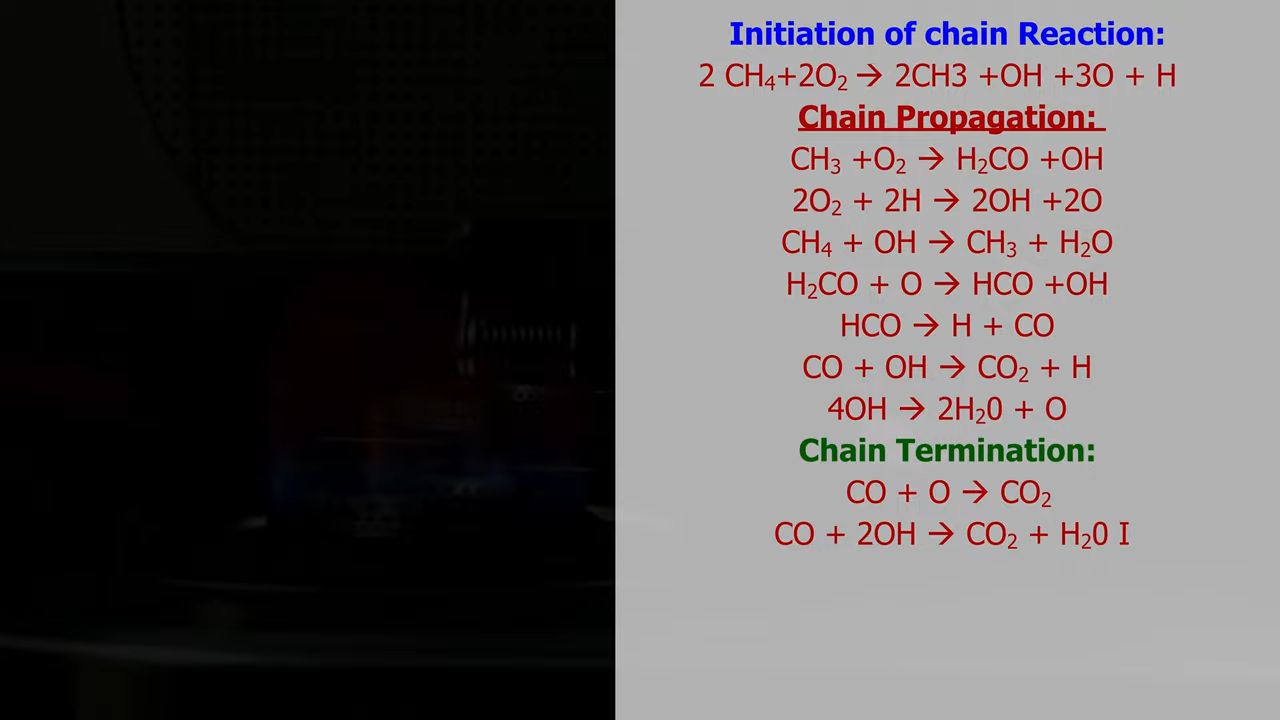 Initiation of chain Reaction:
2 CH₄+2O₂ → 2CH3 +OH +3O + H
Chain Propagation:
CH₃ +O₂ → H₂CO +OH
2O₂ + 2H → 2OH +2O
CH₄ + OH → CH₃ + H₂O
H₂CO + O → HCO +OH
HCO → H + CO
CO + OH → CO₂ + H
4OH → 2H₂0 + O
Chain Termination:
CO + O → CO₂
CO + 2OH → CO₂ + H₂0 I